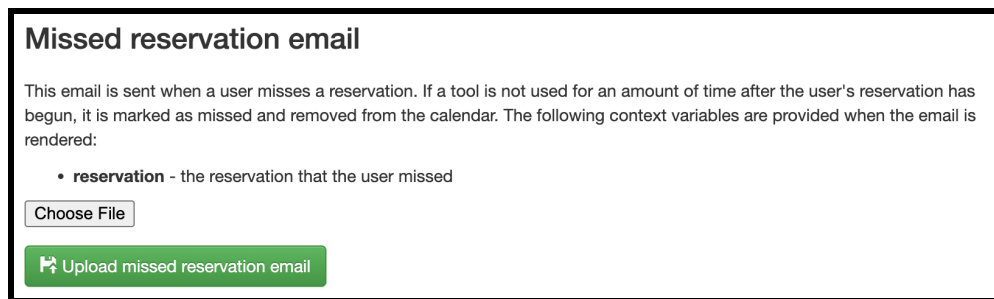 Missed reservation email
This email is sent when a user misses a reservation. If a tool is not used for an amount of time after the user's reservation has
begun, it is marked as missed and removed from the calendar. The following context variables are provided when the email is
rendered:
• reservation - the reservation that the user missed
Choose File
Upload missed reservation email